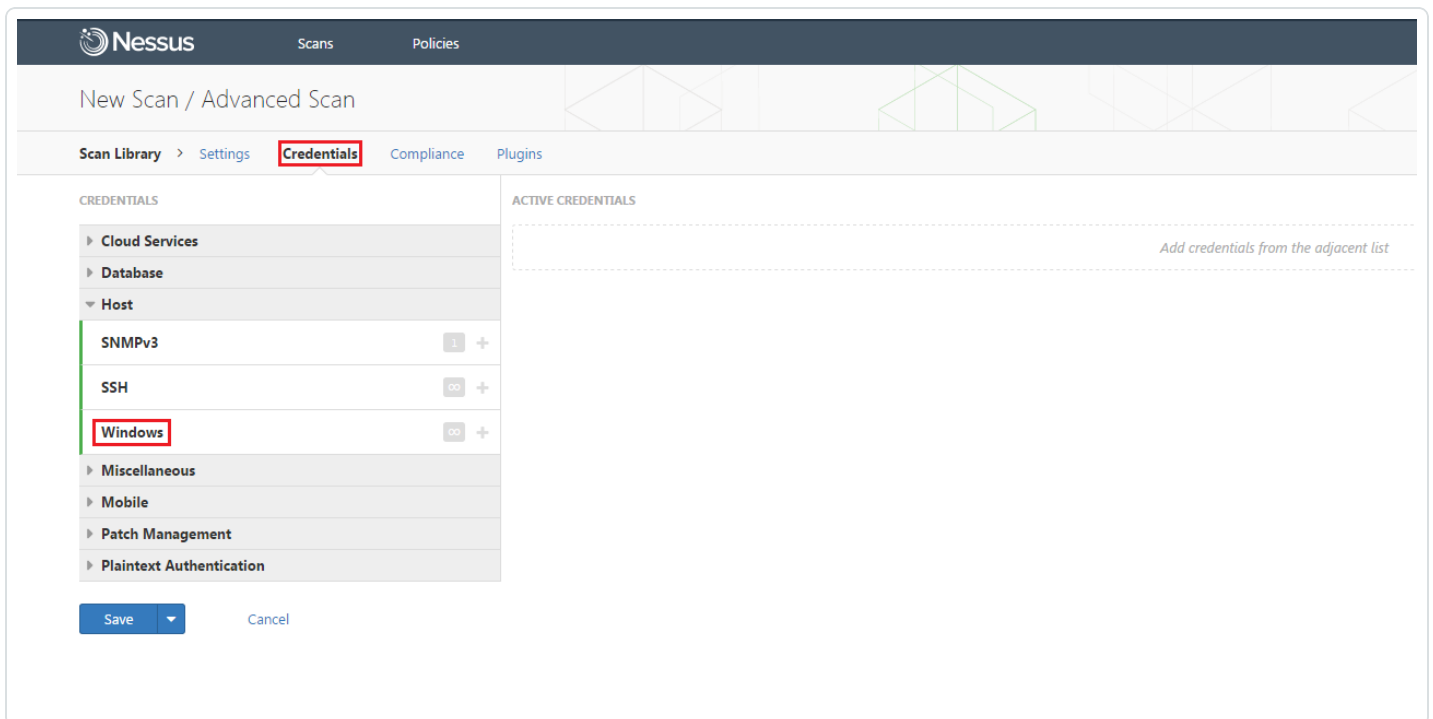 Nessus Scans Policies
New Scan / Advanced Scan
Scan Library > Settings Credentials Compliance Plugins
CREDENTIALS
ACTIVE CREDENTIALS
Cloud Services
Add credentials from the adjacent list
Database
Host
SNMPv3 1 +
SSH ∞ +
Windows ∞ +
Miscellaneous
Mobile
Patch Management
Plaintext Authentication
Save Cancel